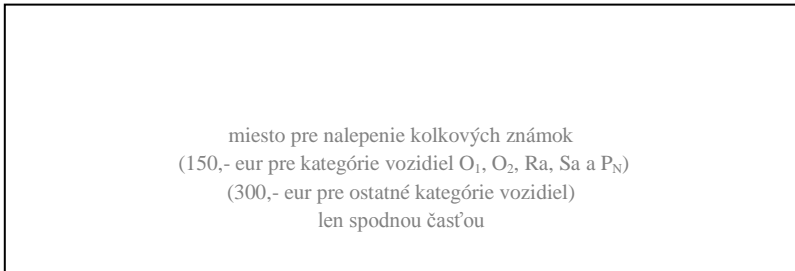 miesto pre nalepenie kolkových známok
(150,- eur pre kategórie vozidiel O₁, O₂, Ra, Sa a Pₙ)
(300,- eur pre ostatné kategórie vozidiel)
len spodnou časťou